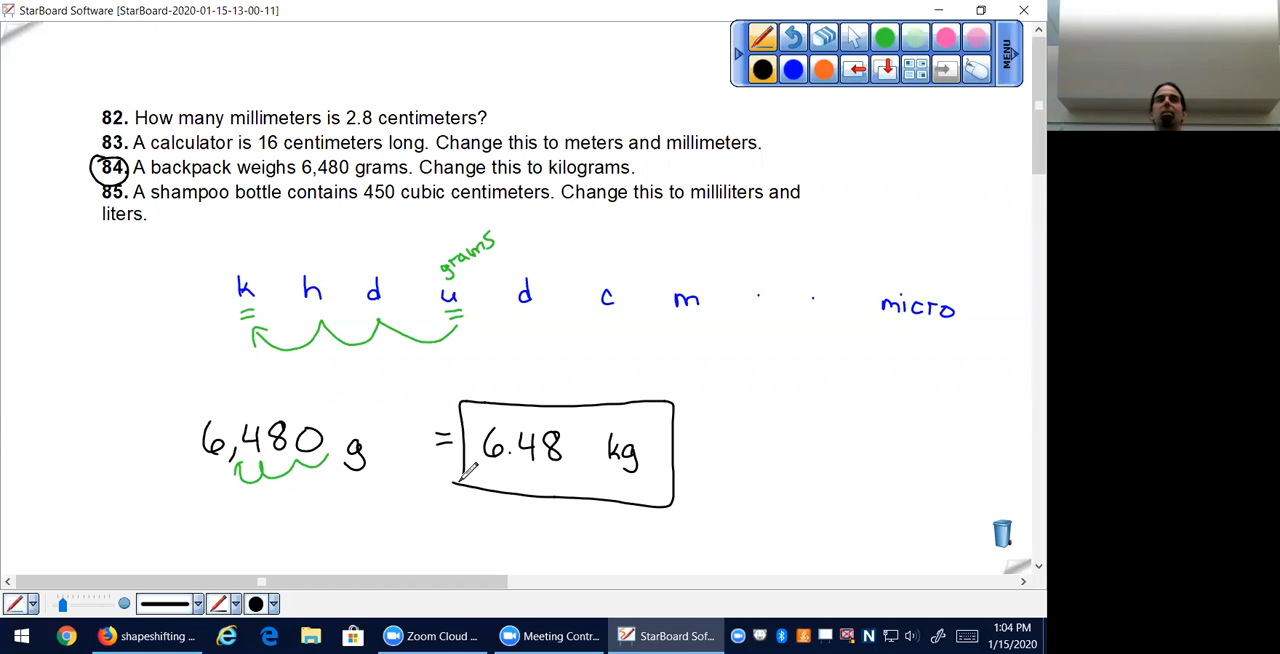 StarBoard Software [StarBoard-2020-01-15-13-00-11]
MENU
82. How many millimeters is 2.8 centimeters?
83. A calculator is 16 centimeters long. Change this to meters and millimeters.
84. A backpack weighs 6,480 grams. Change this to kilograms.
85. A shampoo bottle contains 450 cubic centimeters. Change this to milliliters and
liters.
grams
k h d u d c m . . micro
6,480 g = 6.48 kg
shapeshifting ... Zoom Cloud ... Meeting Contr... StarBoard Sof... N 1:04 PM
1/15/2020